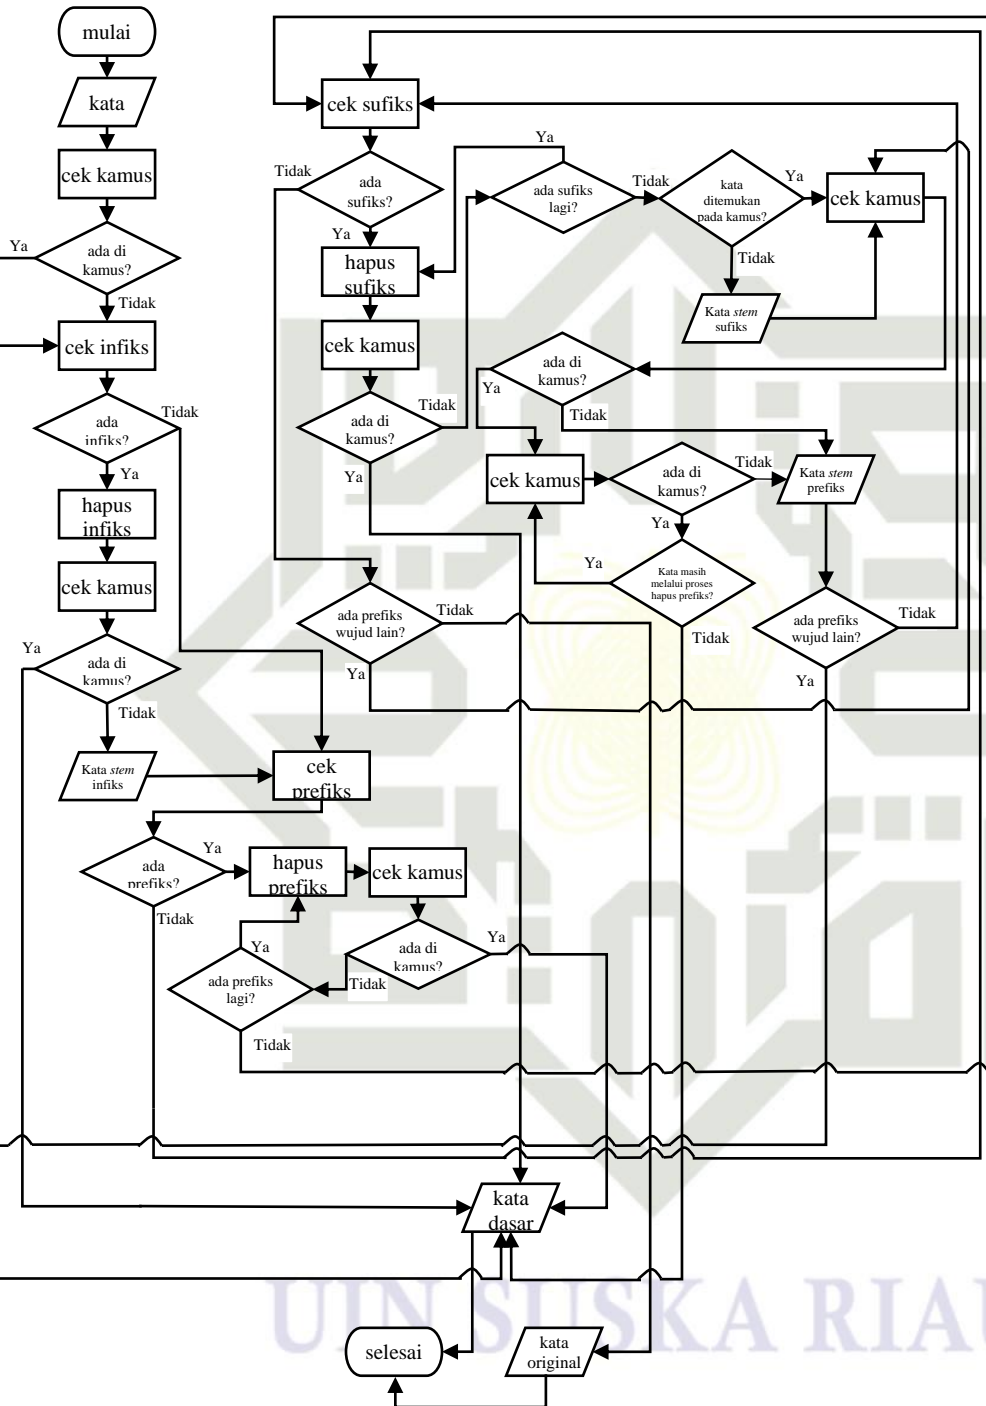 mulai
kata
cek kamus
Ya
ada di
kamus?
Tidak
cek infiks
ada
infiks?
Tidak
Ya
hapus
infiks
cek kamus
Ya
ada di
kamus?
Tidak
Kata stem
infiks
cek
prefiks
ada
prefiks?
Ya
Tidak
hapus
prefiks
cek kamus
ada di
kamus?
Ya
Tidak
ada prefiks
lagi?
Ya
Tidak
cek sufiks
Tidak
ada
sufiks?
Ya
hapus
sufiks
cek kamus
ada di
kamus?
Tidak
Ya
Ya
ada sufiks
lagi?
Tidak
kata
ditemukan
pada kamus?
Ya
cek kamus
Tidak
Kata stem
sufiks
ada di
kamus?
Ya
Tidak
cek kamus
ada di
kamus?
Tidak
Kata stem
prefiks
Ya
Ya
Kata masih
melalui proses
hapus prefiks?
Tidak
ada prefiks
wujud lain?
Tidak
Ya
ada prefiks
wujud lain?
Tidak
Ya
kata
dasar
UIN SUSKA RIAU
selesai
kata
original